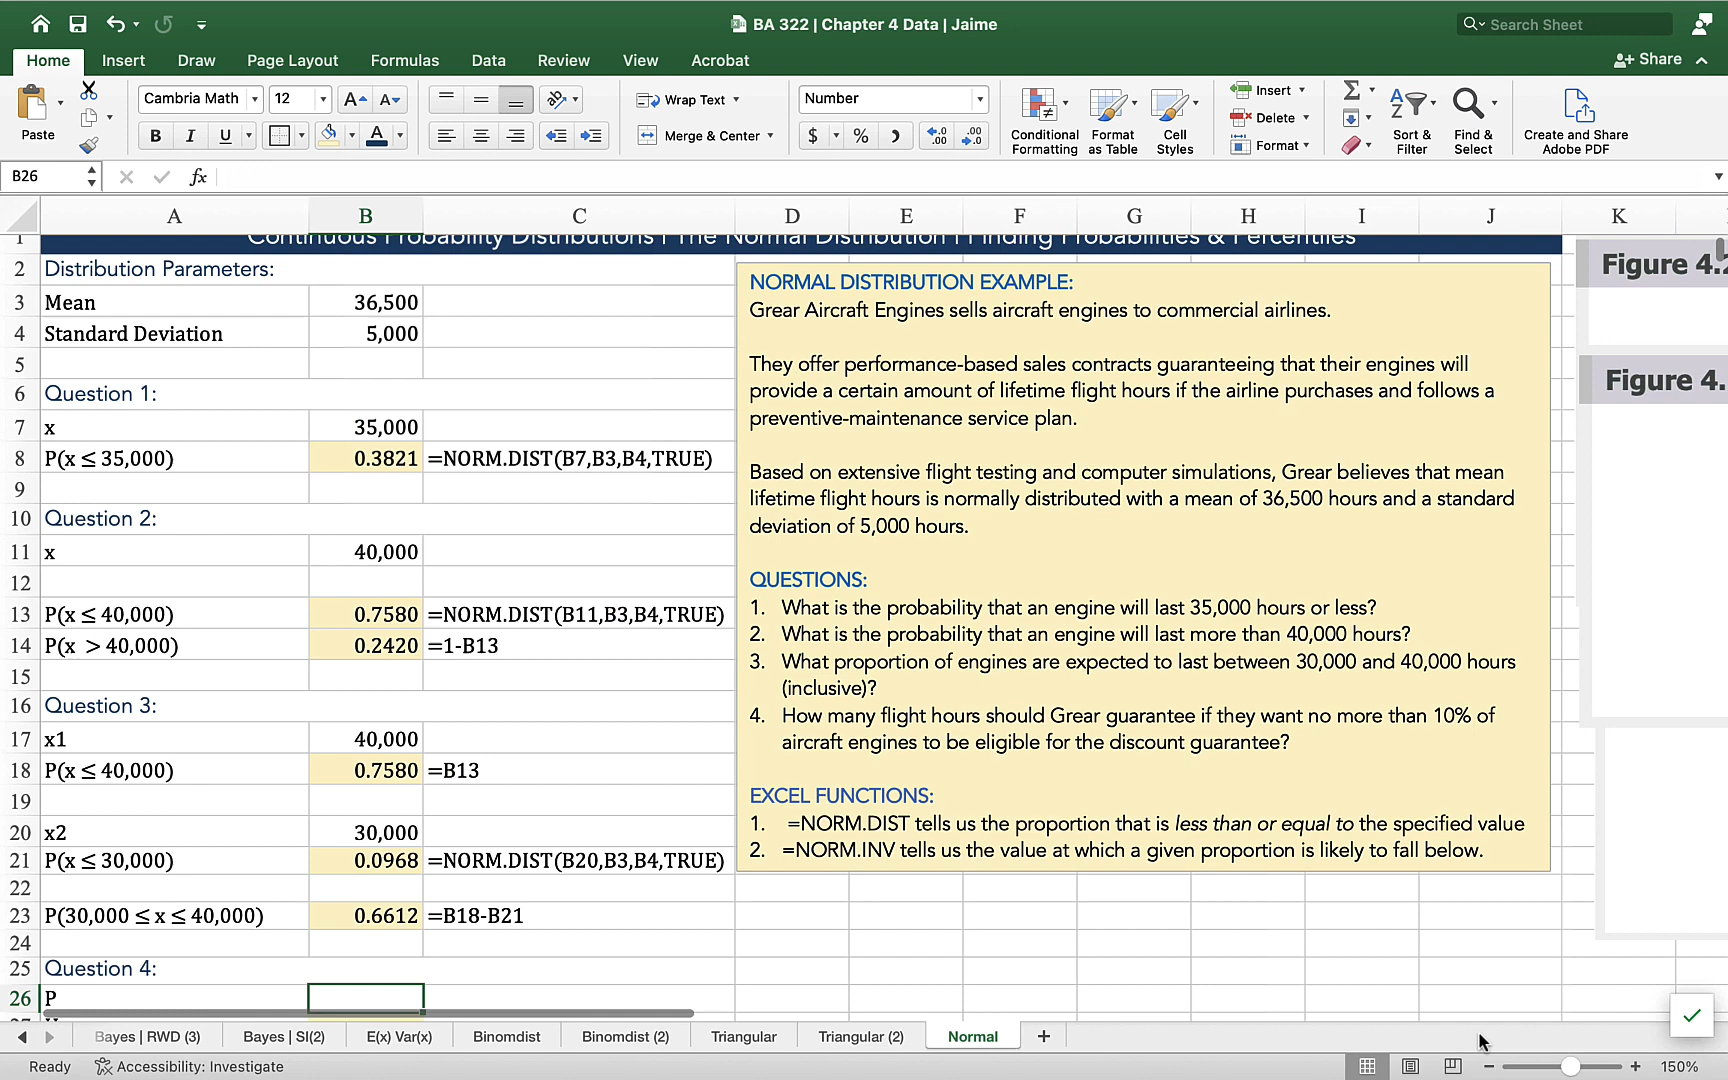 BA 322 | Chapter 4 Data | Jaime
Search Sheet
Home Insert Draw Page Layout Formulas Data Review View Acrobat
Share
Paste
Cambria Math 12
Wrap Text
Merge & Center
Number
Conditional Formatting
Format as Table
Cell Styles
Insert
Delete
Format
Sort & Filter
Find & Select
Create and Share Adobe PDF
B26 fx
A B C D E F G H I J K
1 Continuous Probability Distributions | The Normal Distribution | Finding Probabilities & Percentiles
2 Distribution Parameters:
3 Mean 36,500
4 Standard Deviation 5,000
5
6 Question 1:
7 x 35,000
8 P(x ≤ 35,000) 0.3821 =NORM.DIST(B7,B3,B4,TRUE)
9
10 Question 2:
11 x 40,000
12
13 P(x ≤ 40,000) 0.7580 =NORM.DIST(B11,B3,B4,TRUE)
14 P(x > 40,000) 0.2420 =1-B13
15
16 Question 3:
17 x1 40,000
18 P(x ≤ 40,000) 0.7580 =B13
19
20 x2 30,000
21 P(x ≤ 30,000) 0.0968 =NORM.DIST(B20,B3,B4,TRUE)
22
23 P(30,000 ≤ x ≤ 40,000) 0.6612 =B18-B21
24
25 Question 4:
26 P
NORMAL DISTRIBUTION EXAMPLE:
Grear Aircraft Engines sells aircraft engines to commercial airlines.
They offer performance-based sales contracts guaranteeing that their engines will
provide a certain amount of lifetime flight hours if the airline purchases and follows a
preventive-maintenance service plan.
Based on extensive flight testing and computer simulations, Grear believes that mean
lifetime flight hours is normally distributed with a mean of 36,500 hours and a standard
deviation of 5,000 hours.
QUESTIONS:
1. What is the probability that an engine will last 35,000 hours or less?
2. What is the probability that an engine will last more than 40,000 hours?
3. What proportion of engines are expected to last between 30,000 and 40,000 hours
(inclusive)?
4. How many flight hours should Grear guarantee if they want no more than 10% of
aircraft engines to be eligible for the discount guarantee?
EXCEL FUNCTIONS:
1. =NORM.DIST tells us the proportion that is less than or equal to the specified value
2. =NORM.INV tells us the value at which a given proportion is likely to fall below.
Figure 4.
Figure 4.
Bayes | RWD (3) Bayes | SI(2) E(x) Var(x) Binomdist Binomdist (2) Triangular Triangular (2) Normal
Ready Accessibility: Investigate 150%